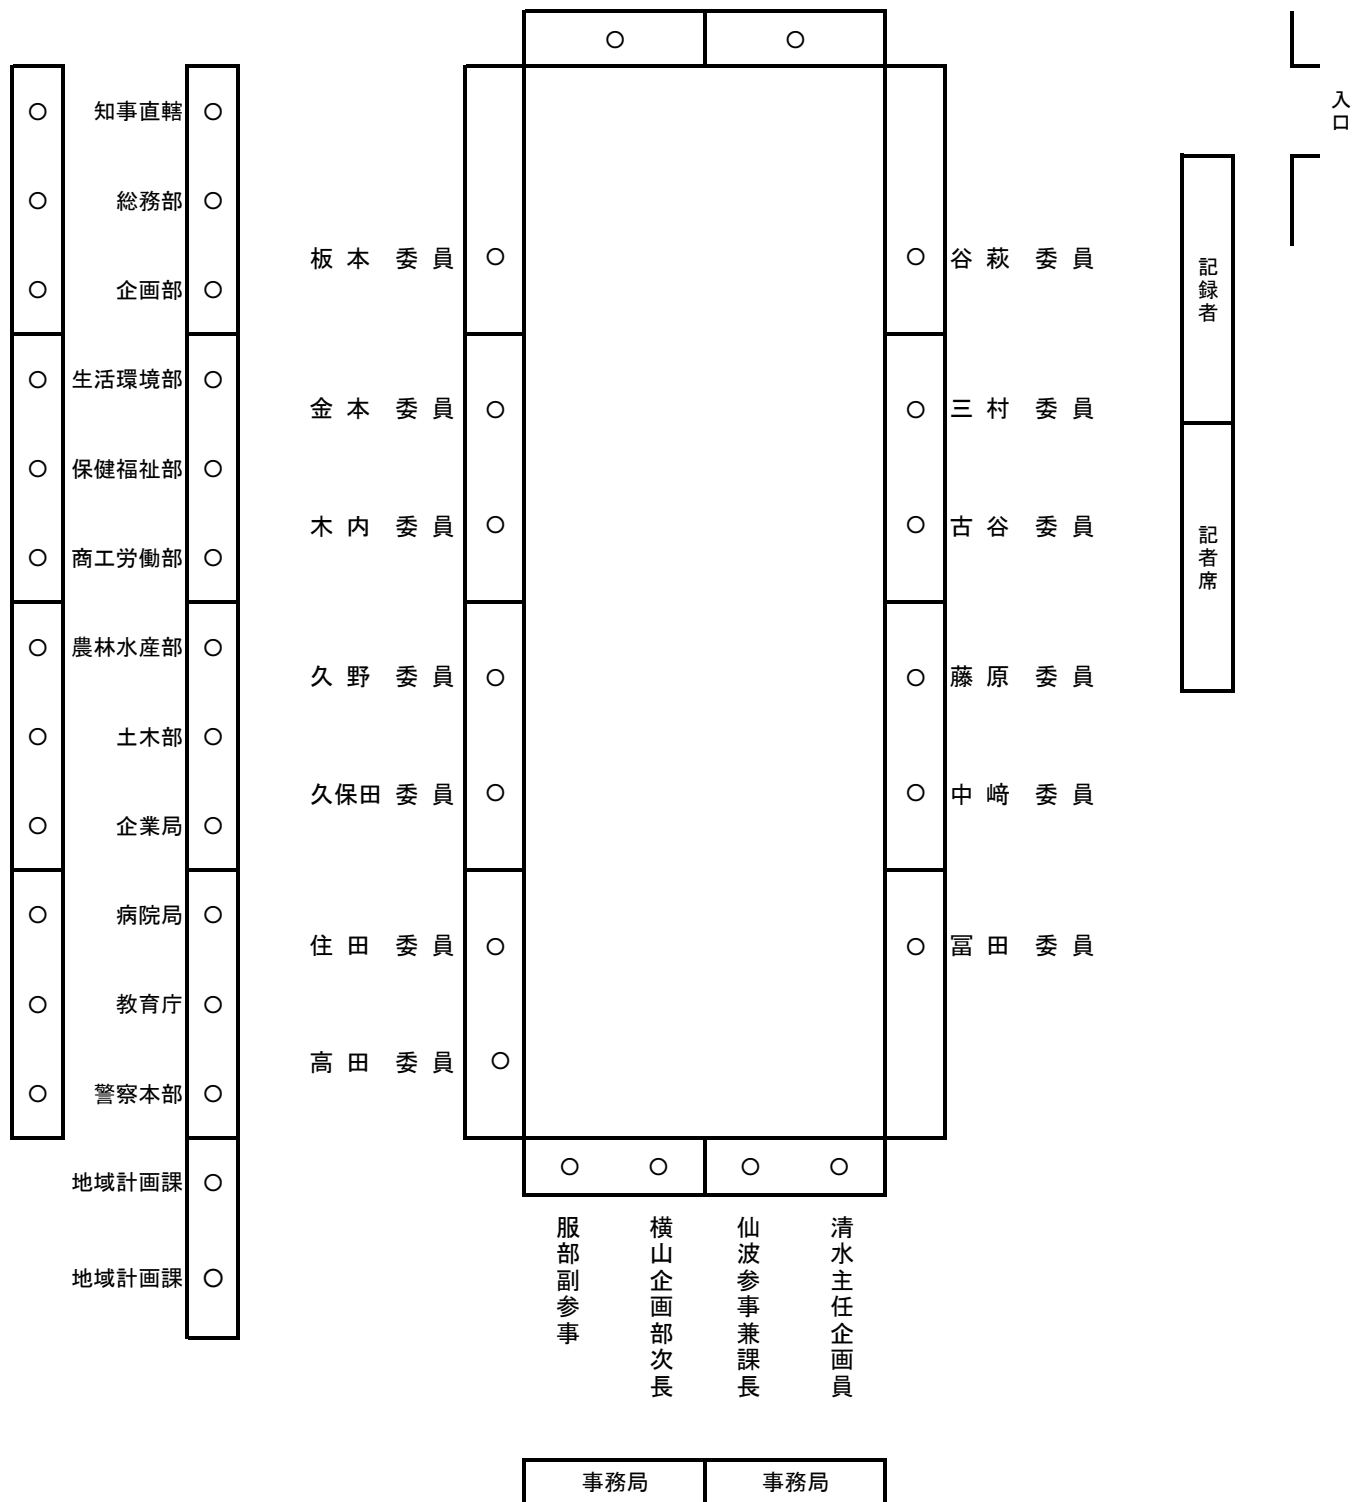 入口
知事直轄
総務部
企画部
生活環境部
保健福祉部
商工労働部
農林水産部
土木部
企業局
病院局
教育庁
警察本部
地域計画課
地域計画課
板本 委員
金本 委員
木内 委員
久野 委員
久保田 委員
住田 委員
高田 委員
谷萩 委員
三村 委員
古谷 委員
藤原 委員
中﨑 委員
冨田 委員
記録者
記者席
服部副参事
横山企画部次長
仙波参事兼課長
清水主任企画員
事務局
事務局